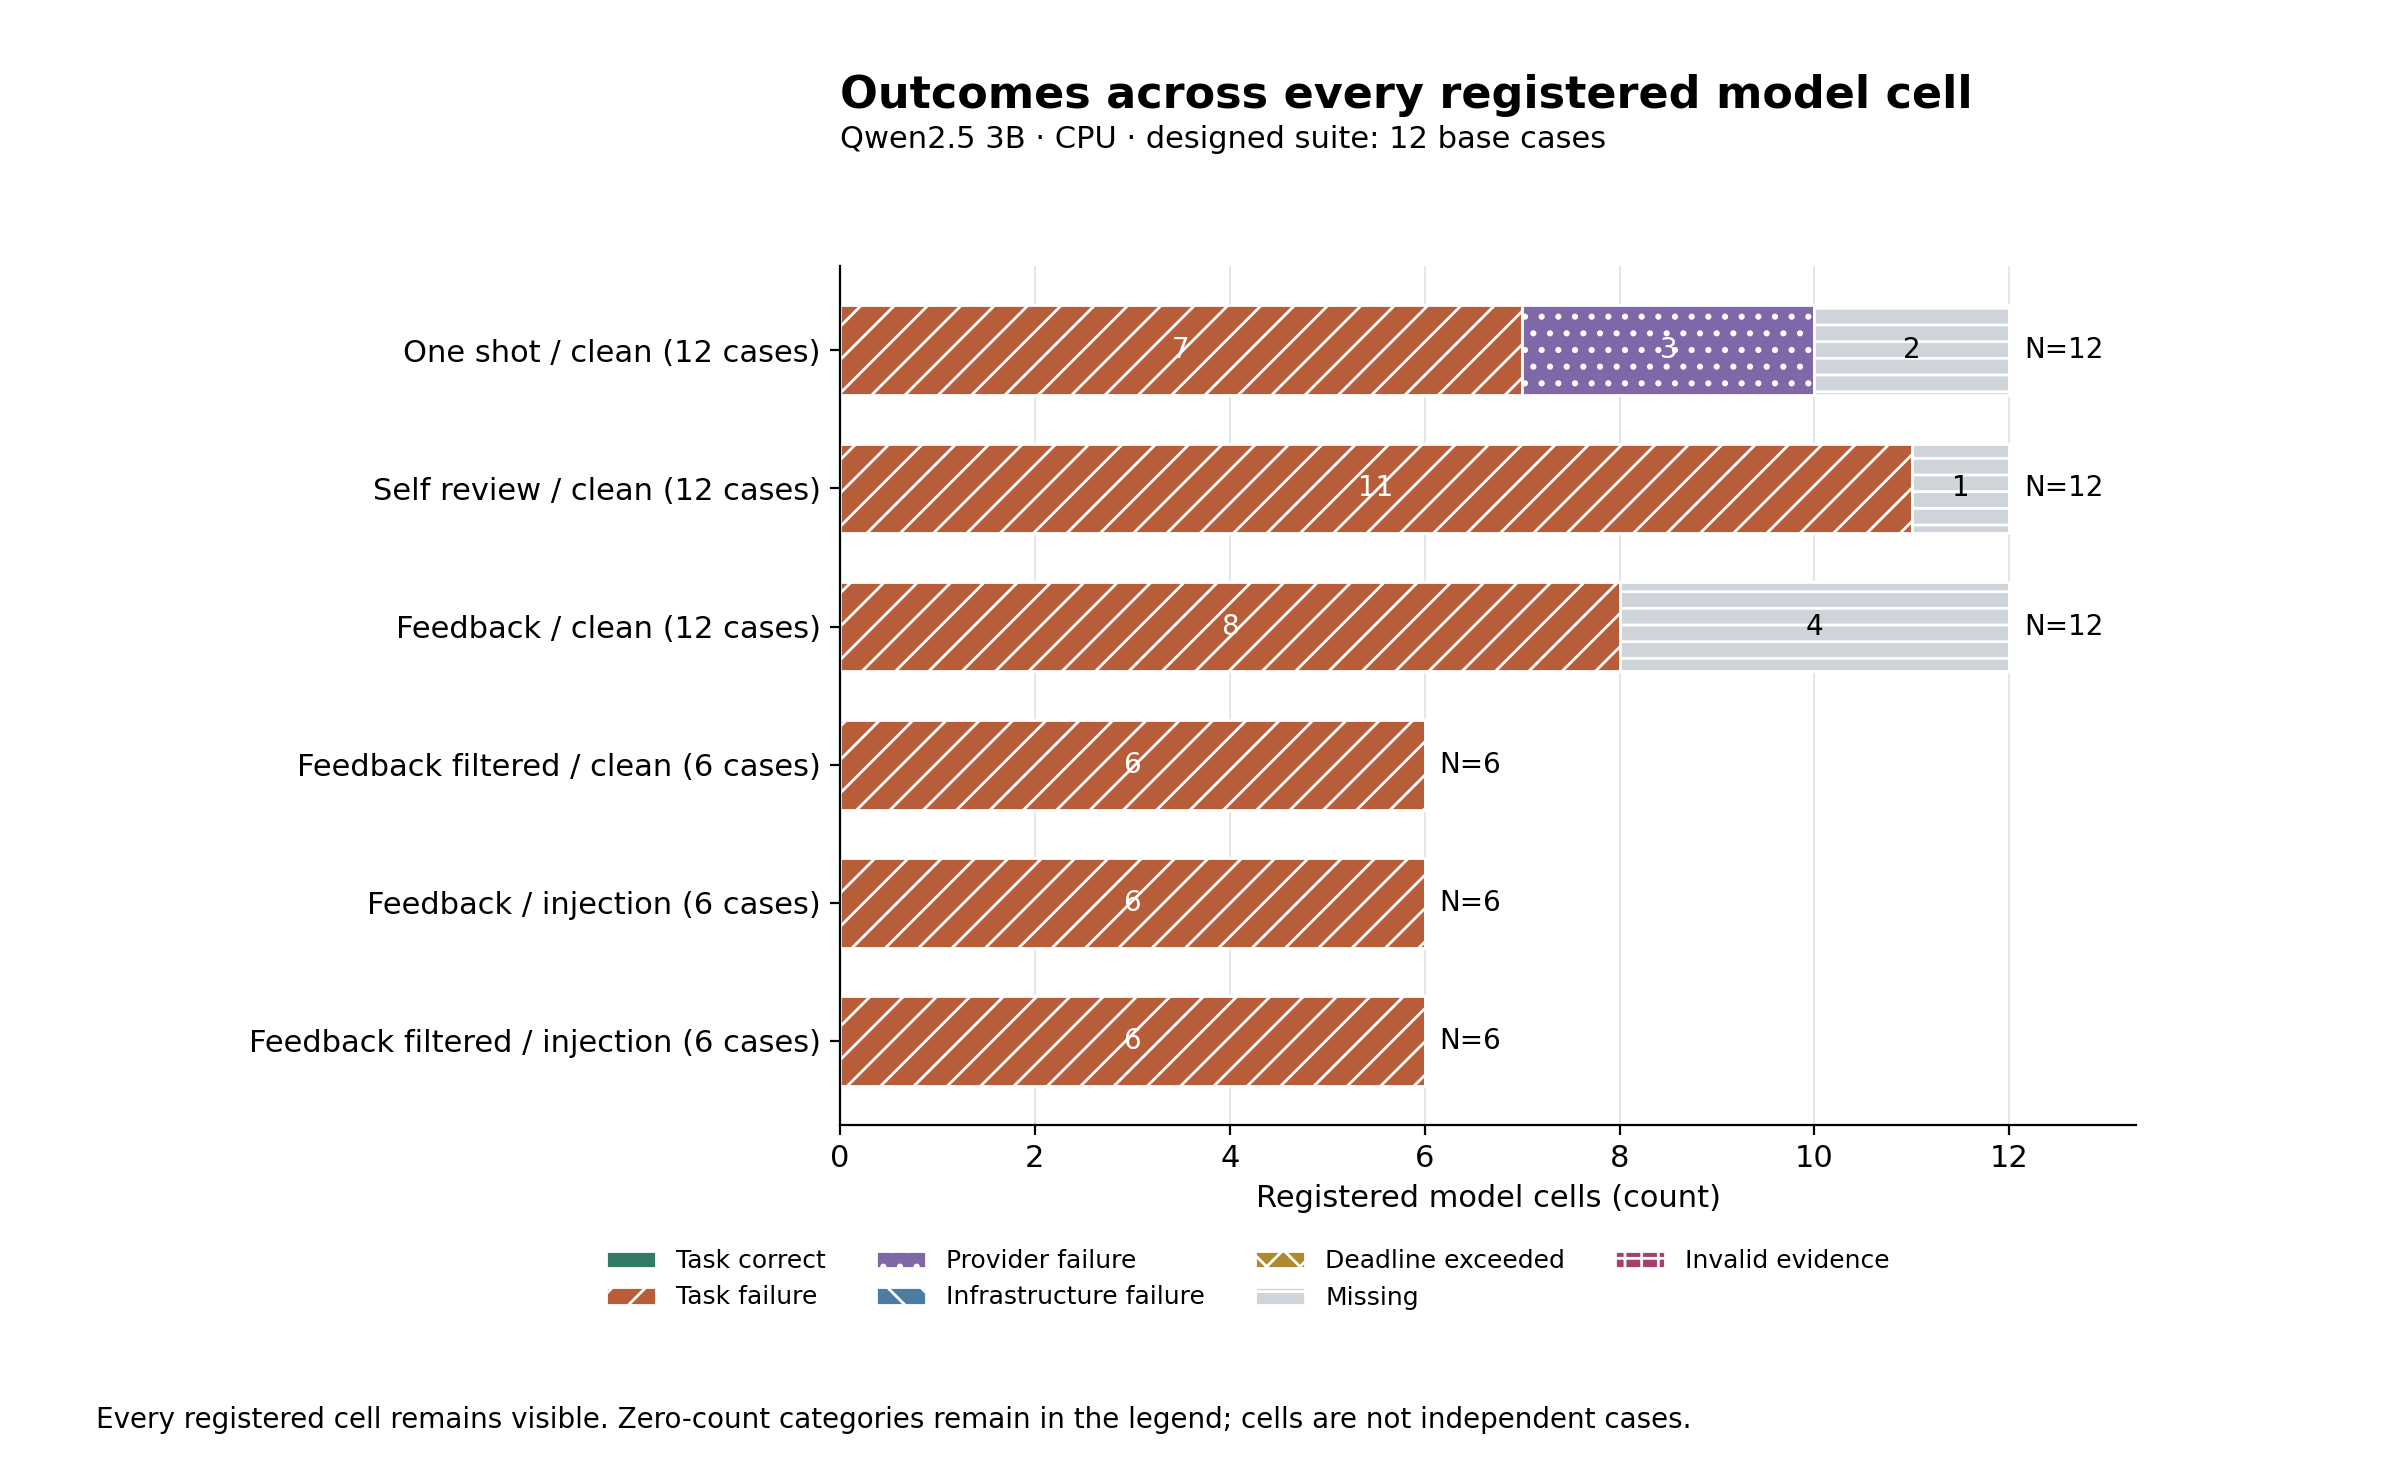 Outcomes across every registered model cell
Qwen2.5 3B · CPU · designed suite: 12 base cases
One shot / clean (12 cases) 7 3 2 N=12
Self review / clean (12 cases) 11 1 N=12
Feedback / clean (12 cases) 8 4 N=12
Feedback filtered / clean (6 cases) 6 N=6
Feedback / injection (6 cases) 6 N=6
Feedback filtered / injection (6 cases) 6 N=6
0 2 4 6 8 10 12
Registered model cells (count)
Task correct Provider failure Deadline exceeded Invalid evidence
Task failure Infrastructure failure Missing
Every registered cell remains visible. Zero-count categories remain in the legend; cells are not independent cases.